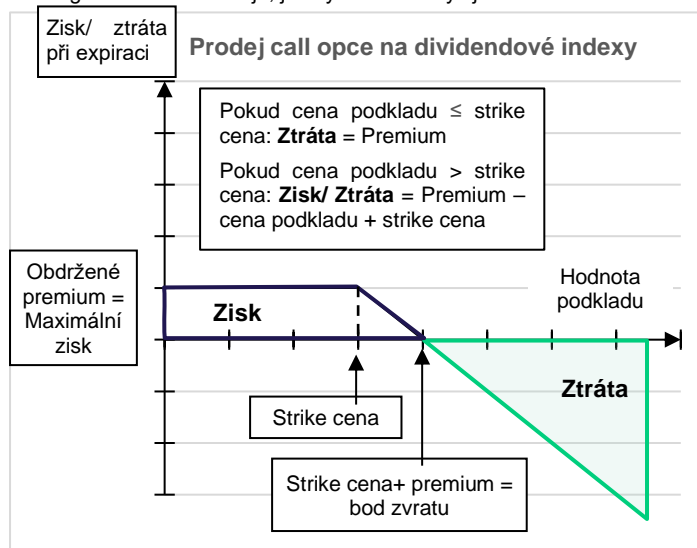 Zisk/ ztráta
při expiraci
Prodej call opce na dividendové indexy
Pokud cena podkladu ≤ strike
cena: Ztráta = Premium
Pokud cena podkladu > strike
cena: Zisk/ Ztráta = Premium –
cena podkladu + strike cena
Obdržené
premium =
Maximální
zisk
Zisk
Hodnota
podkladu
Ztráta
Strike cena
Strike cena+ premium =
bod zvratu